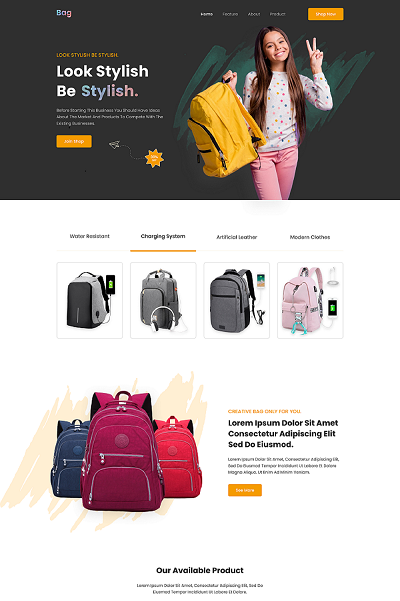 Bag
Home Feature About Product Shop Now
LOOK STYLISH BE STYLISH.
Look Stylish
Be Stylish.
Before Starting This Business You Should Have Ideas
About The Market And Products To Compete With The
Existing Businesses.
Join Shop
Water Resistant Charging System Artificial Leather Modern Clothes
CREATIVE BAG ONLY FOR YOU.
Lorem Ipsum Dolor Sit Amet
Consectetur Adipiscing Elit
Sed Do Eiusmod.
Lorem Ipsum Dolor Sit Amet, Consectetur Adipiscing Elit, Sed
Do Eiusmod Tempor Incididunt Ut Labore Et Dolore
Magna Aliqua. Ut Enim Ad Minim Veniam.
See More
Our Available Product
Lorem Ipsum Dolor Sit Amet, Consectetur Adipiscing Elit, Sed Do
Eiusmod Tempor Incididunt Ut Labore Et Dolore.